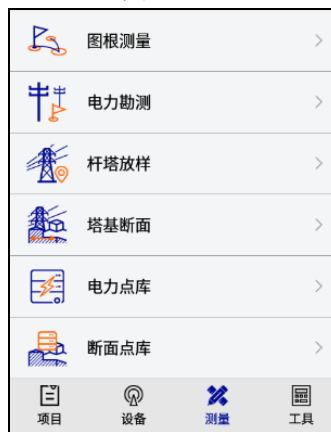 图根测量
电力勘测
杆塔放样
塔基断面
电力点库
断面点库
项目 设备 测量 工具